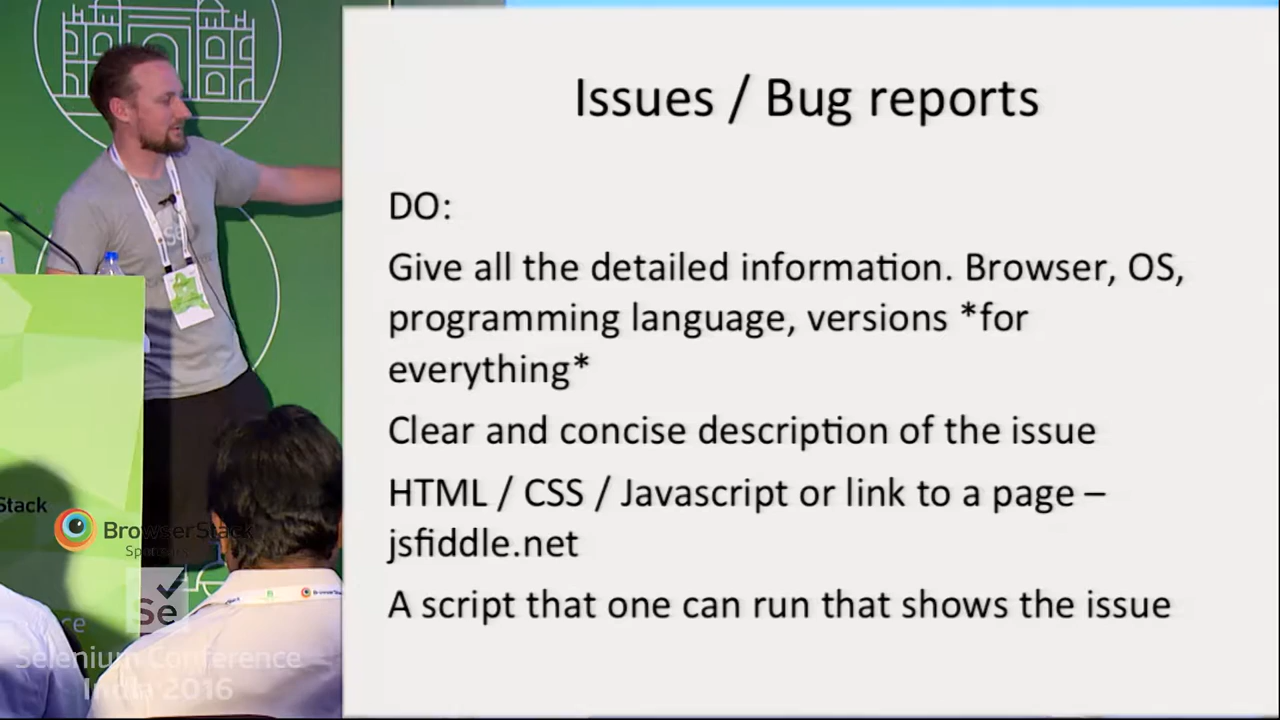 Issues / Bug reports
DO:
Give all the detailed information. Browser, OS,
programming language, versions *for
everything*
Clear and concise description of the issue
HTML / CSS / Javascript or link to a page –
jsfiddle.net
A script that one can run that shows the issue
Se
Stack
BrowserStack
Se
Selenium Conference
India 2016